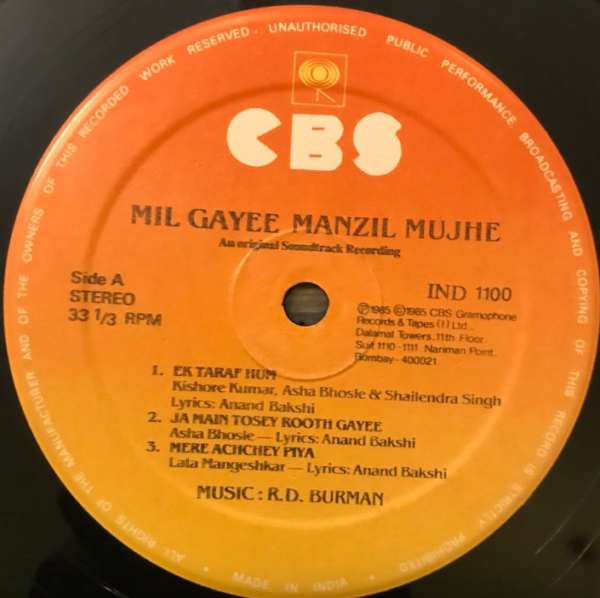 ALL RIGHTS OF THE MANUFACTURER AND OF THE OWNERS OF THIS RECORDED WORK RESERVED · UNAUTHORISED PUBLIC PERFORMANCE BROADCASTING AND COPYING OF THIS RECORD IS STRICTLY PROHIBITED
CBS
MIL GAYEE MANZIL MUJHE
An original Soundtrack Recording
Side A
STEREO
33 1/3 RPM
IND 1100
℗1985 ©1985 CBS Gramophone
Records & Tapes (I) Ltd.,
Dalamal Towers, 11th Floor
Suit 1110-1111 Nariman Point,
Bombay-400021
1. EK TARAF HUM
Kishore Kumar, Asha Bhosle & Shailendra Singh
Lyrics: Anand Bakshi
2. JA MAIN TOSEY ROOTH GAYEE
Asha Bhosle — Lyrics: Anand Bakshi
3. MERE ACHCHEY PIYA
Lata Mangeshkar — Lyrics: Anand Bakshi
MUSIC : R.D. BURMAN
· MADE IN INDIA ·